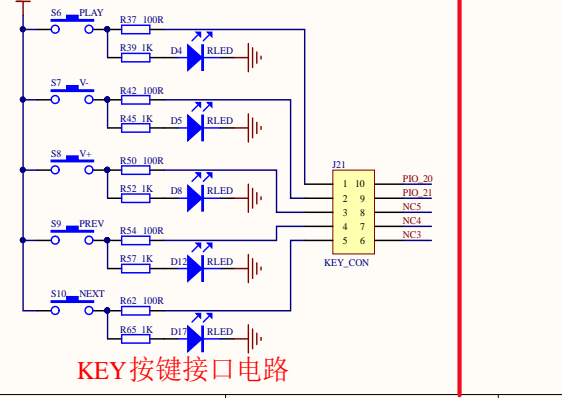 S6 PLAY
R37 100R
R39 1K
D4
RLED
S7 V-
R42 100R
R45 1K
D5
RLED
S8 V+
R50 100R
R52 1K
D8
RLED
S9 PREV
R54 100R
R57 1K
D12
RLED
S10 NEXT
R62 100R
R65 1K
D17
RLED
J21
1 10
PIO_20
2 9
PIO_21
3 8
NC5
4 7
NC4
5 6
NC3
KEY_CON
KEY按键接口电路